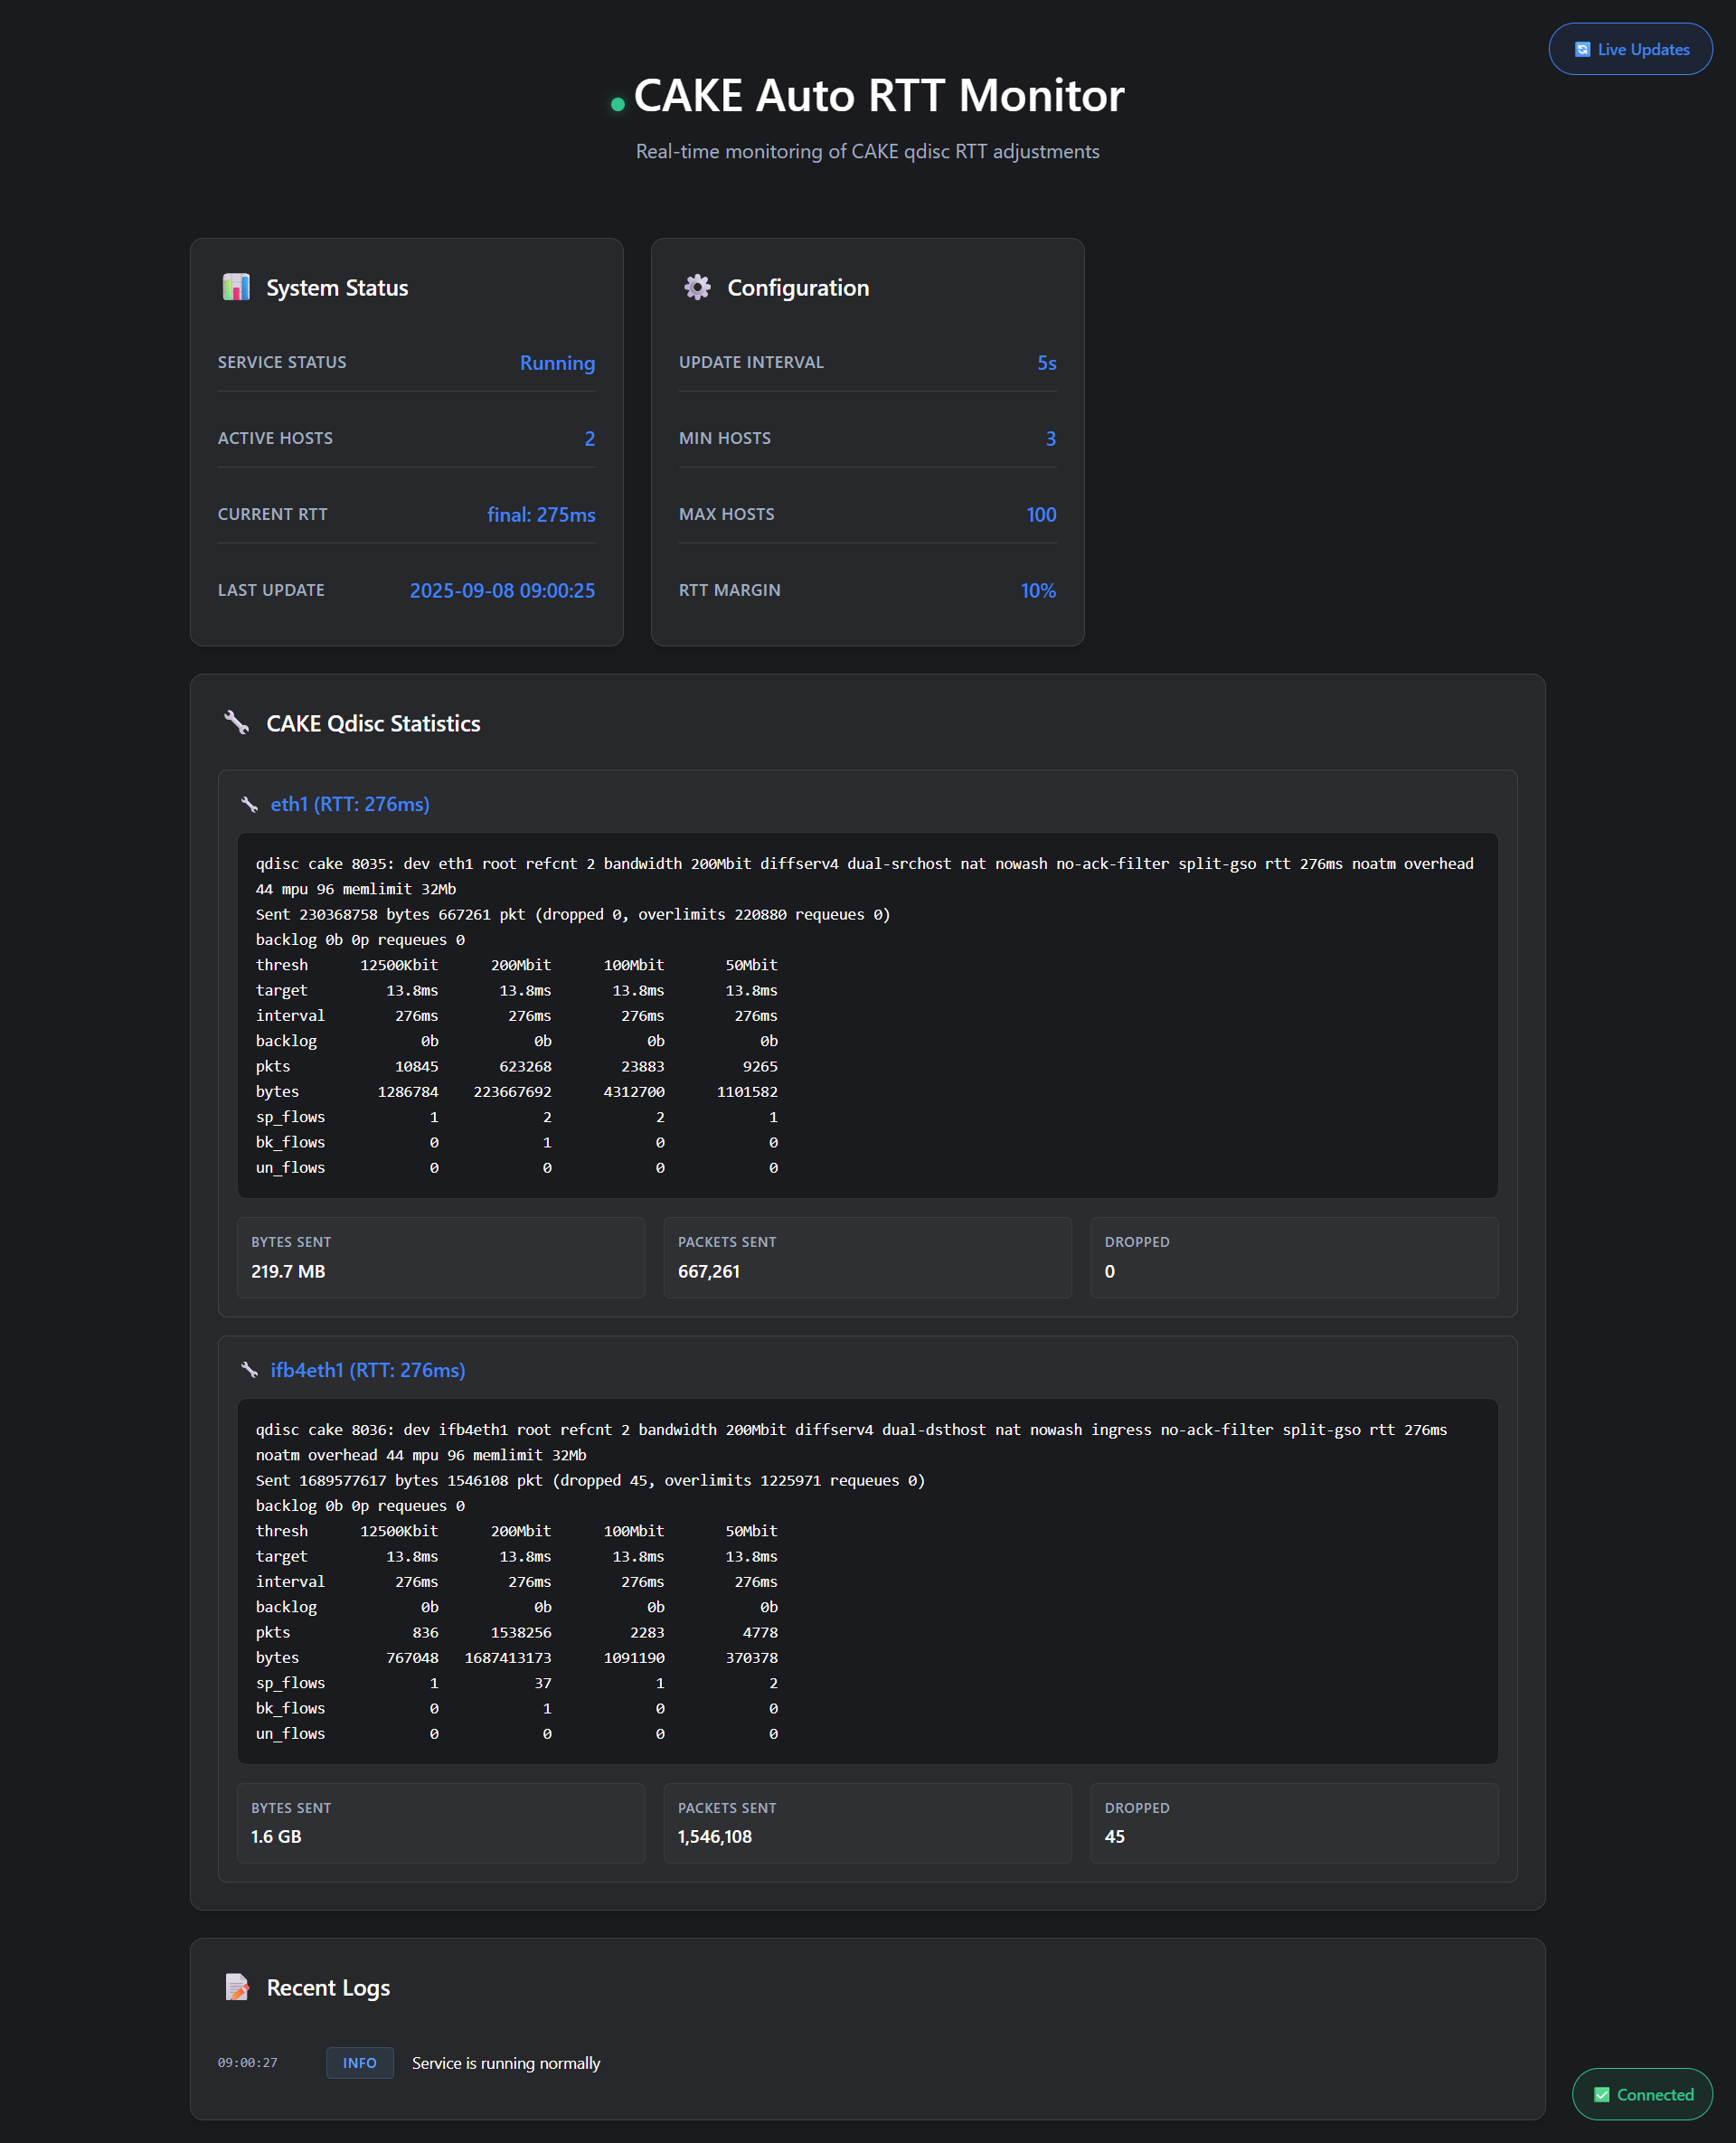 Live Updates
CAKE Auto RTT Monitor
Real-time monitoring of CAKE qdisc RTT adjustments
System Status
SERVICE STATUS Running
ACTIVE HOSTS 2
CURRENT RTT final: 275ms
LAST UPDATE 2025-09-08 09:00:25
Configuration
UPDATE INTERVAL 5s
MIN HOSTS 3
MAX HOSTS 100
RTT MARGIN 10%
CAKE Qdisc Statistics
eth1 (RTT: 276ms)
qdisc cake 8035: dev eth1 root refcnt 2 bandwidth 200Mbit diffserv4 dual-srchost nat nowash no-ack-filter split-gso rtt 276ms noatm overhead
44 mpu 96 memlimit 32Mb
Sent 230368758 bytes 667261 pkt (dropped 0, overlimits 220880 requeues 0)
backlog 0b 0p requeues 0
thresh 12500Kbit 200Mbit 100Mbit 50Mbit
target 13.8ms 13.8ms 13.8ms 13.8ms
interval 276ms 276ms 276ms 276ms
backlog 0b 0b 0b 0b
pkts 10845 623268 23883 9265
bytes 1286784 223667692 4312700 1101582
sp_flows 1 2 2 1
bk_flows 0 1 0 0
un_flows 0 0 0 0
BYTES SENT
219.7 MB
PACKETS SENT
667,261
DROPPED
0
ifb4eth1 (RTT: 276ms)
qdisc cake 8036: dev ifb4eth1 root refcnt 2 bandwidth 200Mbit diffserv4 dual-dsthost nat nowash ingress no-ack-filter split-gso rtt 276ms
noatm overhead 44 mpu 96 memlimit 32Mb
Sent 1689577617 bytes 1546108 pkt (dropped 45, overlimits 1225971 requeues 0)
backlog 0b 0p requeues 0
thresh 12500Kbit 200Mbit 100Mbit 50Mbit
target 13.8ms 13.8ms 13.8ms 13.8ms
interval 276ms 276ms 276ms 276ms
backlog 0b 0b 0b 0b
pkts 836 1538256 2283 4778
bytes 767048 1687413173 1091190 370378
sp_flows 1 37 1 2
bk_flows 0 1 0 0
un_flows 0 0 0 0
BYTES SENT
1.6 GB
PACKETS SENT
1,546,108
DROPPED
45
Recent Logs
09:00:27 INFO Service is running normally
Connected